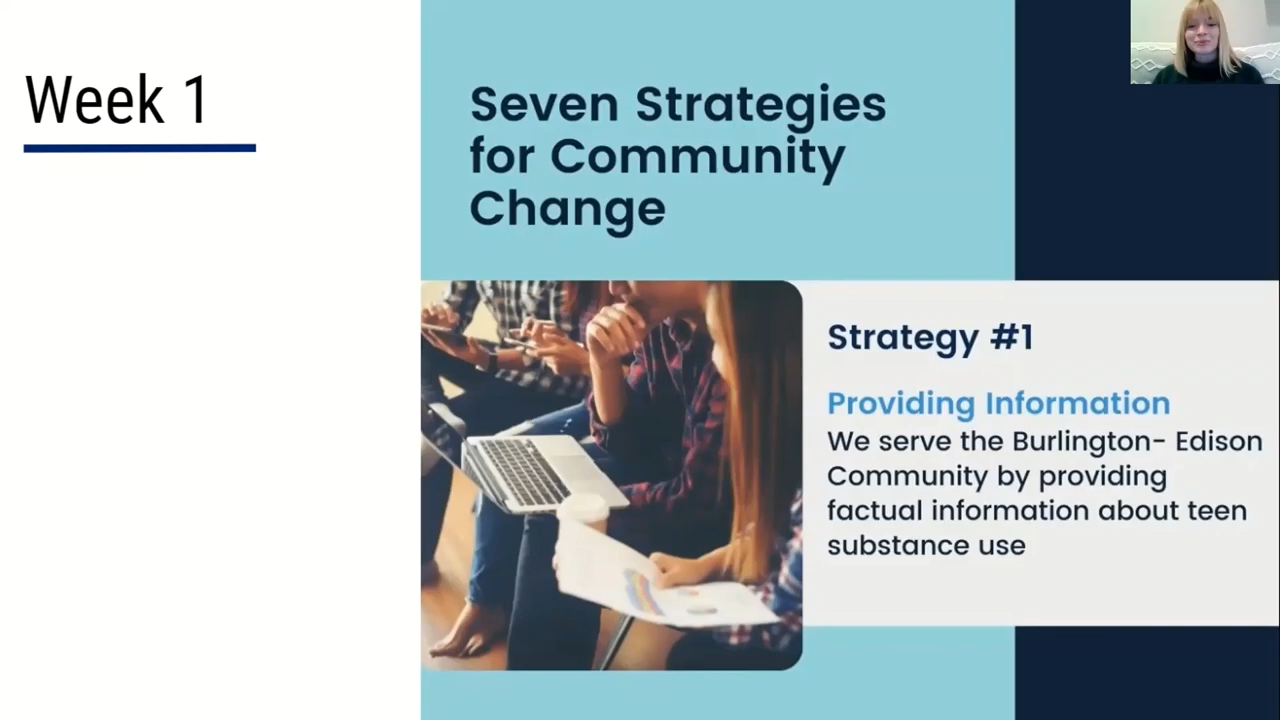 Week 1
Seven Strategies
for Community
Change
Strategy #1
Providing Information
We serve the Burlington- Edison
Community by providing
factual information about teen
substance use